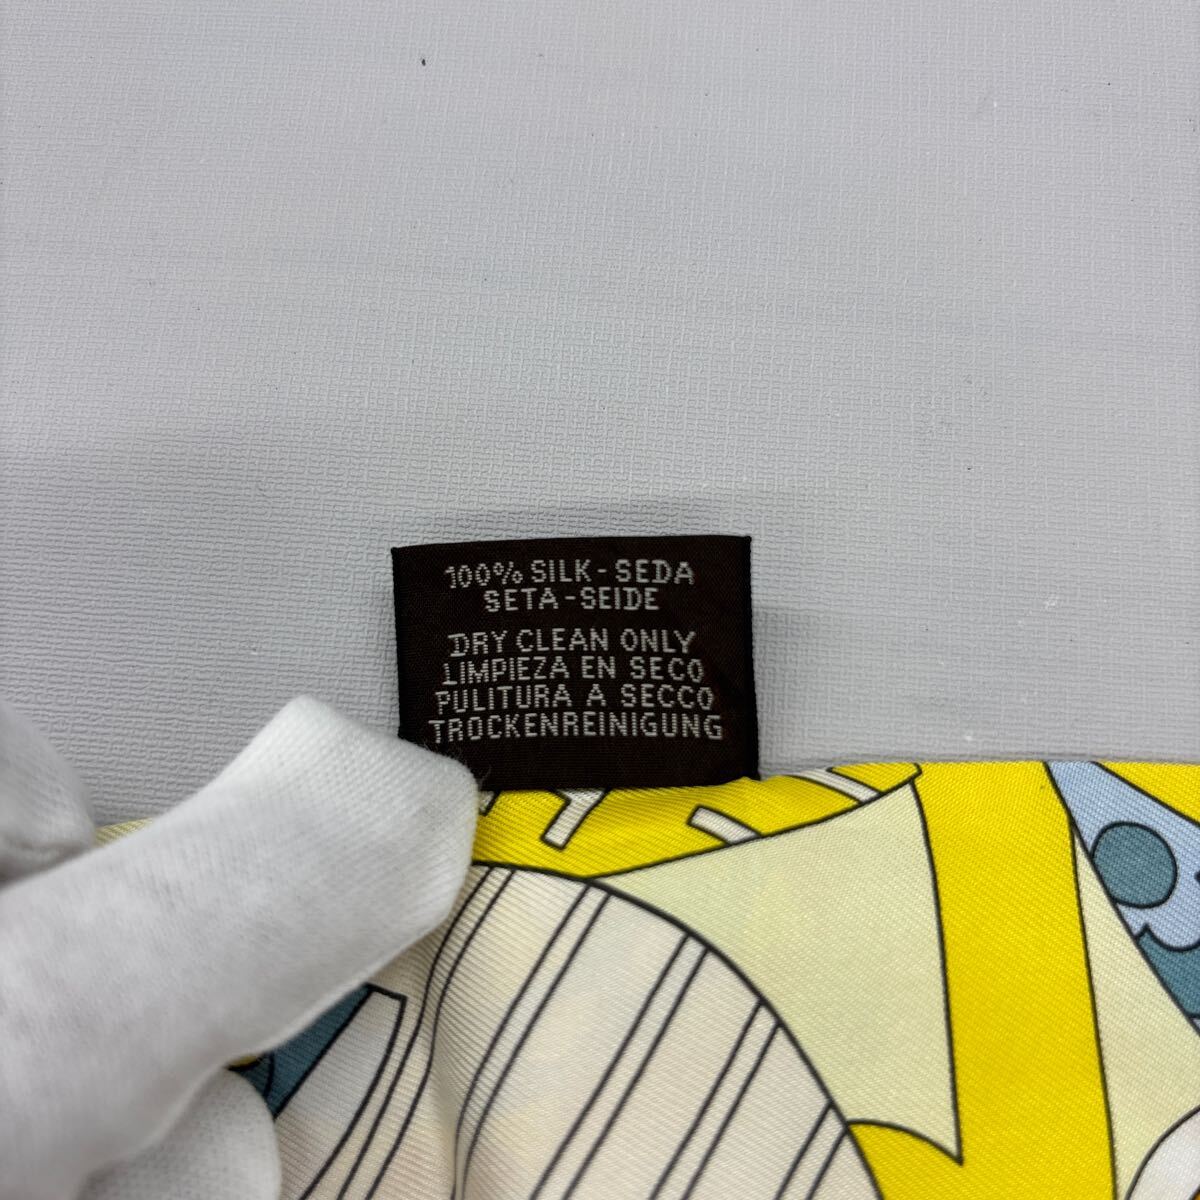 100% SILK - SEDA
SETA - SEIDE
DRY CLEAN ONLY
LIMPIEZA EN SECO
PULITURA A SECCO
TROCKENREINIGUNG